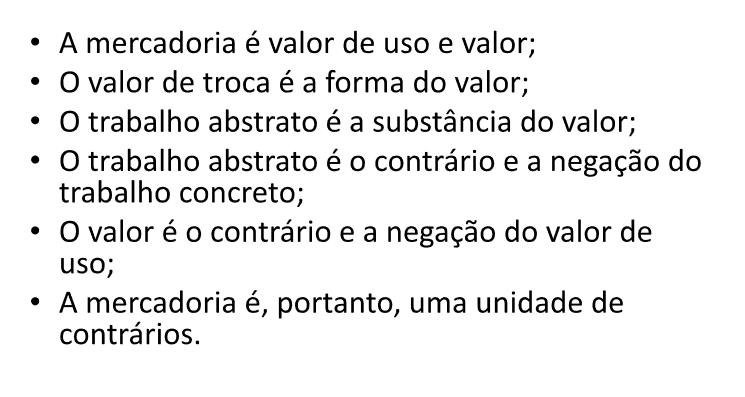 • A mercadoria é valor de uso e valor;
• O valor de troca é a forma do valor;
• O trabalho abstrato é a substância do valor;
• O trabalho abstrato é o contrário e a negação do
trabalho concreto;
• O valor é o contrário e a negação do valor de
uso;
• A mercadoria é, portanto, uma unidade de
contrários.